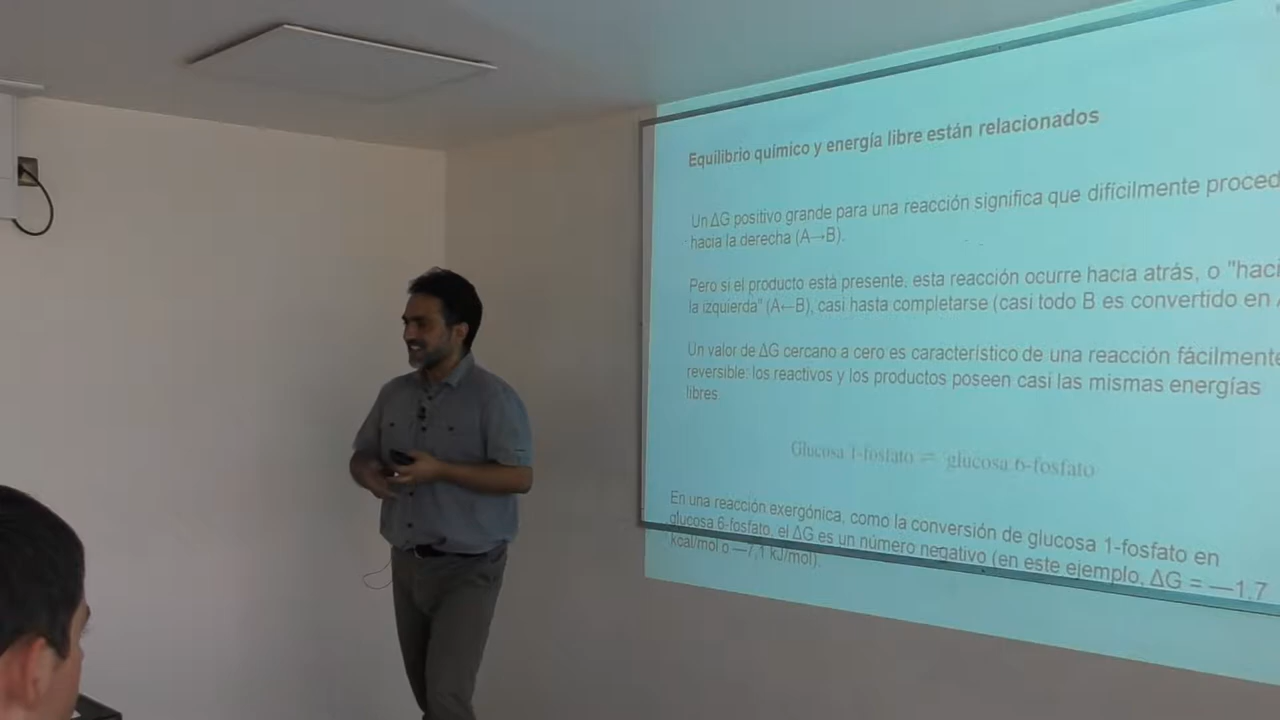 Equilibrio químico y energía libre están relacionados
Un ΔG positivo grande para una reacción significa que difícilmente proced
hacia la derecha (A→B).
Pero si el producto está presente, esta reacción ocurre hacia atrás, o "haci
la izquierda" (A←B), casi hasta completarse (casi todo B es convertido en
Un valor de ΔG cercano a cero es característico de una reacción fácilmente
reversible: los reactivos y los productos poseen casi las mismas energías
libres.
Glucosa 1-fosfato = glucosa 6-fosfato
En una reacción exergónica, como la conversión de glucosa 1-fosfato en
glucosa 6-fosfato, el ΔG es un número negativo (en este ejemplo, ΔG = —1.7
kcal/mol o —7,1 kJ/mol).